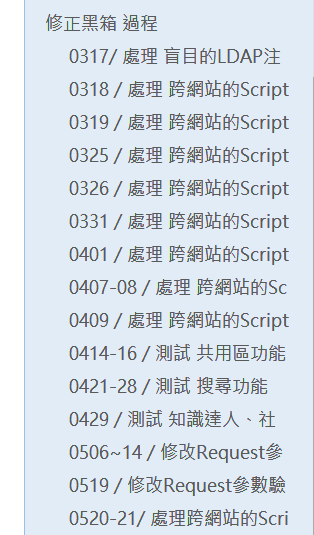 修正黑箱 過程
0317/ 處理 盲目的LDAP注
0318 / 處理 跨網站的Script
0319 / 處理 跨網站的Script
0325 / 處理 跨網站的Script
0326 / 處理 跨網站的Script
0331 / 處理 跨網站的Script
0401 / 處理 跨網站的Script
0407-08 / 處理 跨網站的Sc
0409 / 處理 跨網站的Script
0414-16 / 測試 共用區功能
0421-28 / 測試 搜尋功能
0429 / 測試 知識達人、社
0506~14 / 修改Request參
0519 / 修改Request參數驗
0520-21/ 處理跨網站的Scri